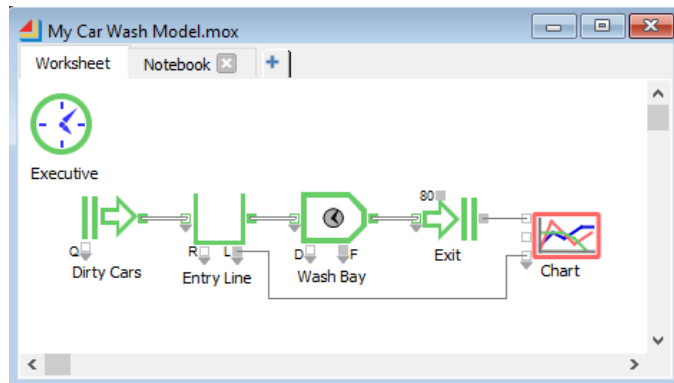 My Car Wash Model.mox
Worksheet Notebook
Executive
80
Q R L D F
Dirty Cars Entry Line Wash Bay Exit Chart